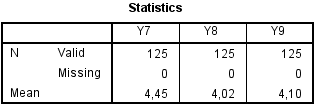 Statistics
Y7 Y8 Y9
N Valid 125 125 125
Missing 0 0 0
Mean 4,45 4,02 4,10